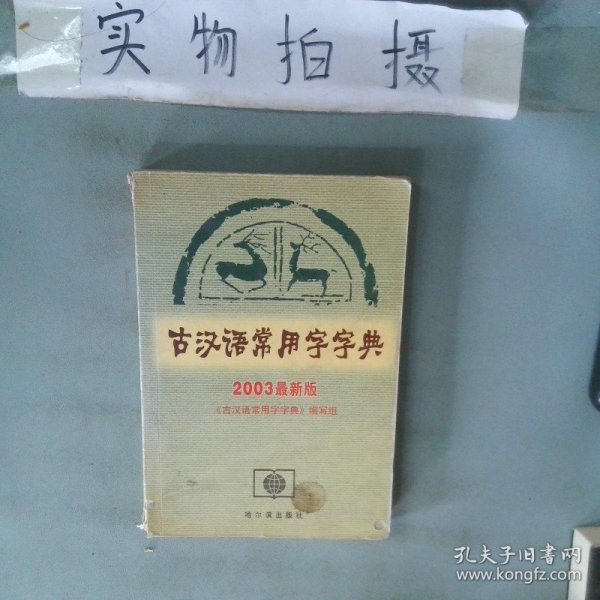 实物拍摄
古汉语常用字字典
2003最新版
《古汉语常用字字典》编写组
哈尔滨出版社
孔夫子旧书网
www.kongfz.com